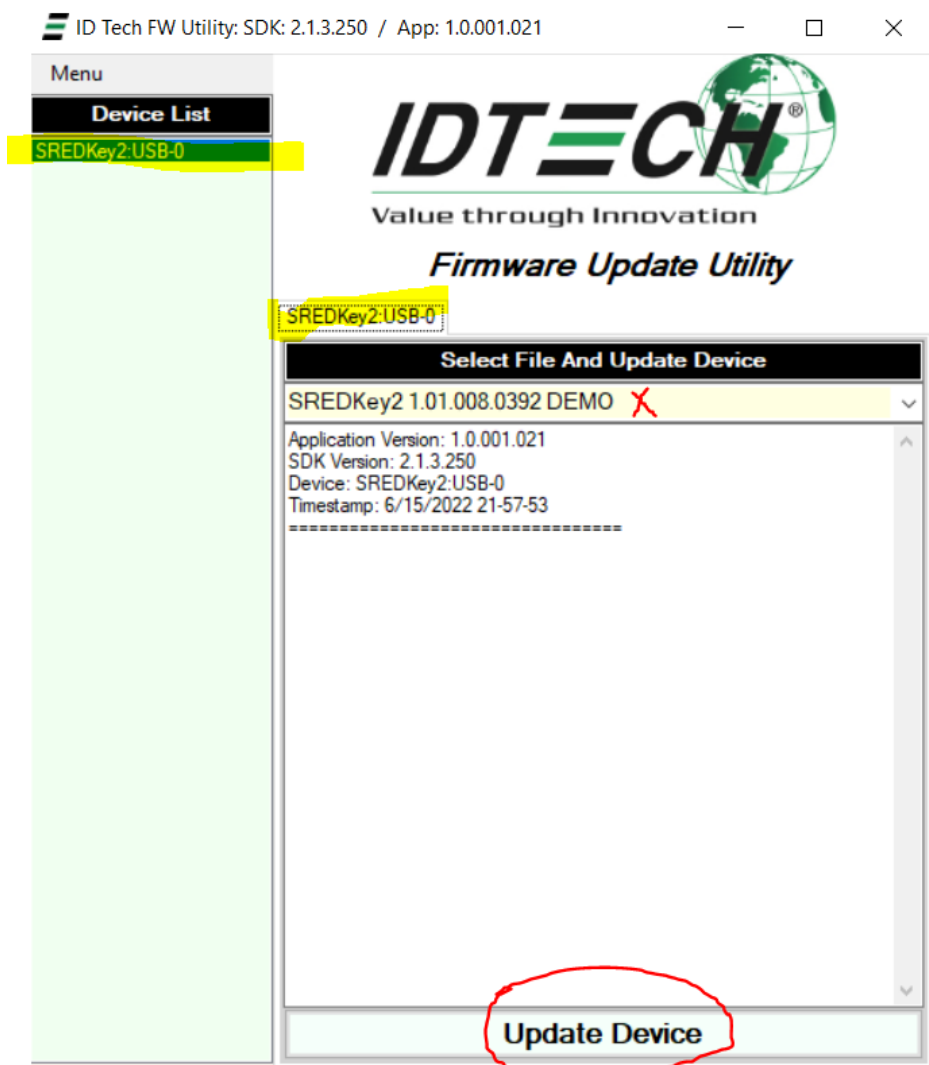 ID Tech FW Utility: SDK: 2.1.3.250 / App: 1.0.001.021
Menu
Device List
SREDKey2:USB-0
IDTECH®
Value through Innovation
Firmware Update Utility
SREDKey2:USB-0
Select File And Update Device
SREDKey2 1.01.008.0392 DEMO X
Application Version: 1.0.001.021
SDK Version: 2.1.3.250
Device: SREDKey2:USB-0
Timestamp: 6/15/2022 21-57-53
==================================
Update Device